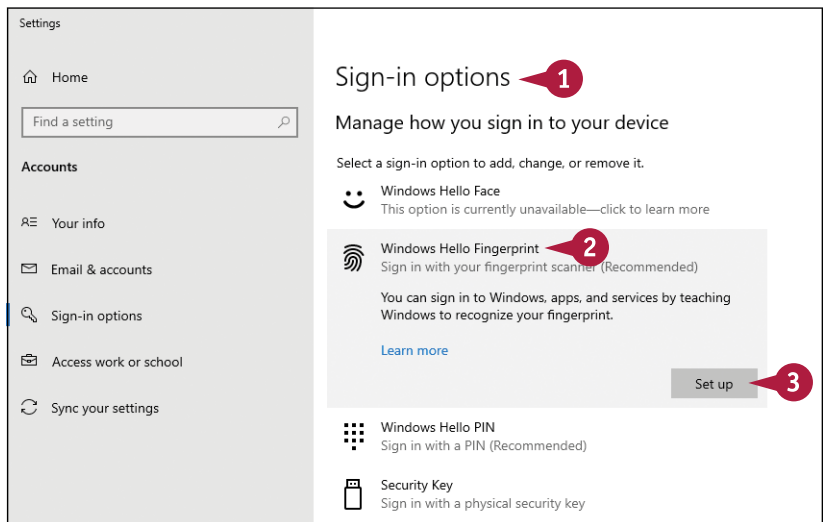 Settings
Home
Find a setting
Accounts
Your info
Email & accounts
Sign-in options
Access work or school
Sync your settings
Sign-in options
1
Manage how you sign in to your device
Select a sign-in option to add, change, or remove it.
Windows Hello Face
This option is currently unavailable—click to learn more
Windows Hello Fingerprint
2
Sign in with your fingerprint scanner (Recommended)
You can sign in to Windows, apps, and services by teaching
Windows to recognize your fingerprint.
Learn more
Set up
3
Windows Hello PIN
Sign in with a PIN (Recommended)
Security Key
Sign in with a physical security key